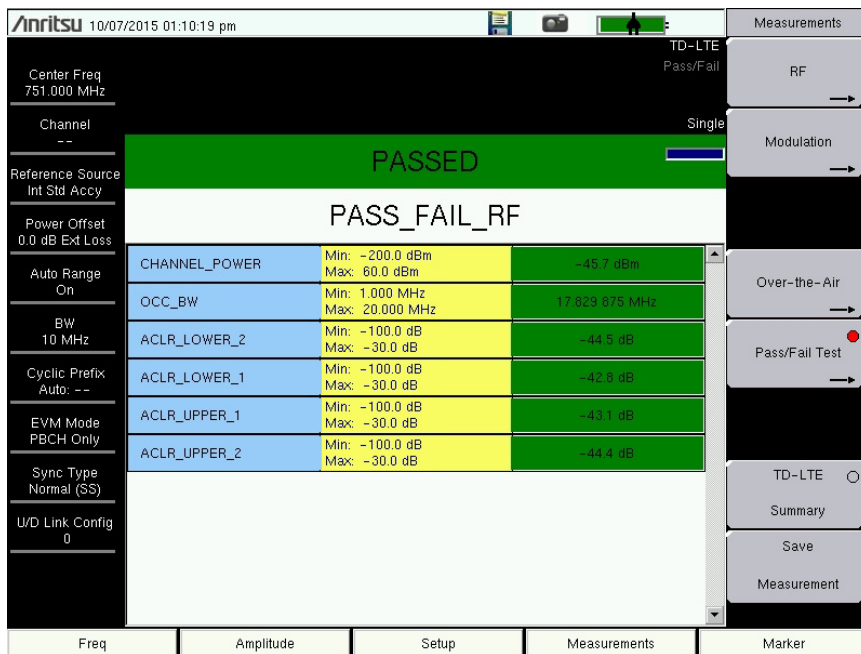 Anritsu 10/07/2015 01:10:19 pm
TD-LTE
Pass/Fail
Single
Center Freq
751.000 MHz
Channel
--
Reference Source
Int Std Accy
Power Offset
0.0 dB Ext Loss
Auto Range
On
BW
10 MHz
Cyclic Prefix
Auto: --
EVM Mode
PBCH Only
Sync Type
Normal (SS)
U/D Link Config
0
PASSED
PASS_FAIL_RF
CHANNEL_POWER
Min: -200.0 dBm
Max: 60.0 dBm
-45.7 dBm
OCC_BW
Min: 1.000 MHz
Max: 20.000 MHz
17.829 875 MHz
ACLR_LOWER_2
Min: -100.0 dB
Max: -30.0 dB
-44.5 dB
ACLR_LOWER_1
Min: -100.0 dB
Max: -30.0 dB
-42.8 dB
ACLR_UPPER_1
Min: -100.0 dB
Max: -30.0 dB
-43.1 dB
ACLR_UPPER_2
Min: -100.0 dB
Max: -30.0 dB
-44.4 dB
Measurements
RF
Modulation
Over-the-Air
Pass/Fail Test
TD-LTE
Summary
Save
Measurement
Freq
Amplitude
Setup
Measurements
Marker